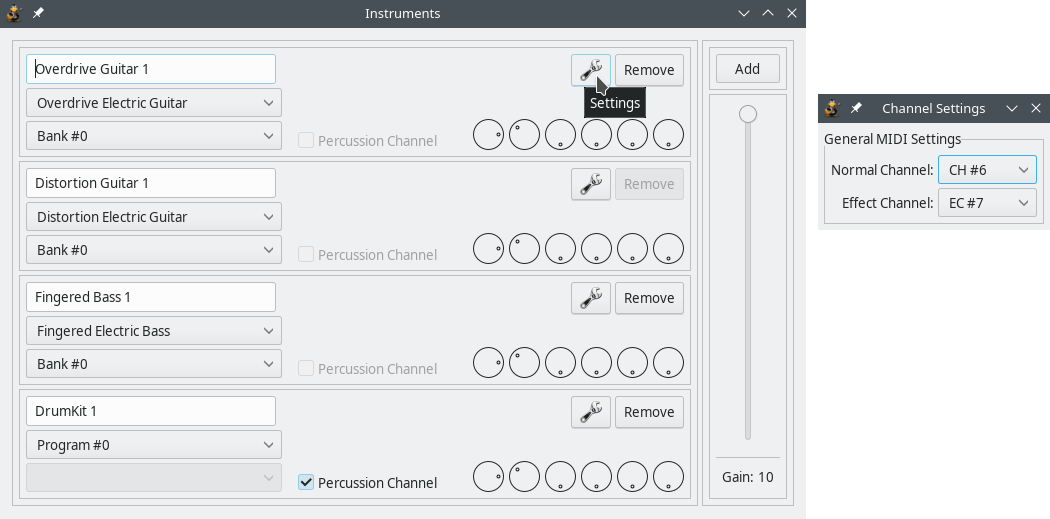 Instruments
Overdrive Guitar 1
Remove
Overdrive Electric Guitar
Settings
Bank #0
Percussion Channel
Distortion Guitar 1
Remove
Distortion Electric Guitar
Bank #0
Percussion Channel
Fingered Bass 1
Remove
Fingered Electric Bass
Bank #0
Percussion Channel
DrumKit 1
Remove
Program #0
Percussion Channel
Add
Gain: 10
Channel Settings
General MIDI Settings
Normal Channel: CH #6
Effect Channel: EC #7